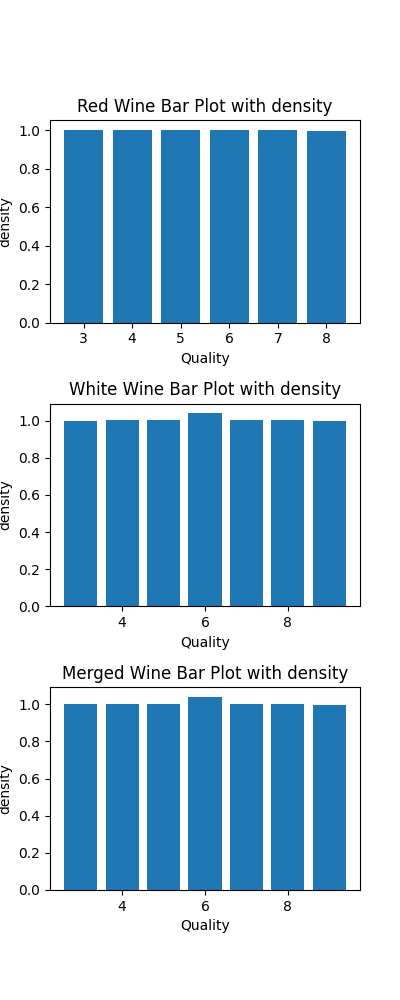 Red Wine Bar Plot with density
1.0
0.8
0.6
0.4
0.2
0.0
density
3 4 5 6 7 8
Quality
White Wine Bar Plot with density
1.0
0.8
0.6
0.4
0.2
0.0
density
4 6 8
Quality
Merged Wine Bar Plot with density
1.0
0.8
0.6
0.4
0.2
0.0
density
4 6 8
Quality